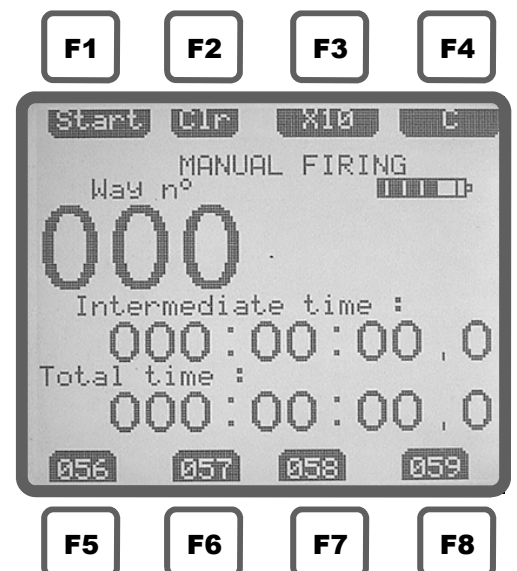 F1 F2 F3 F4
Start Clr X10 C
MANUAL FIRING
Way n°
000
Intermediate time :
000:00:00,0
Total time :
000:00:00,0
056 057 058 059
F5 F6 F7 F8